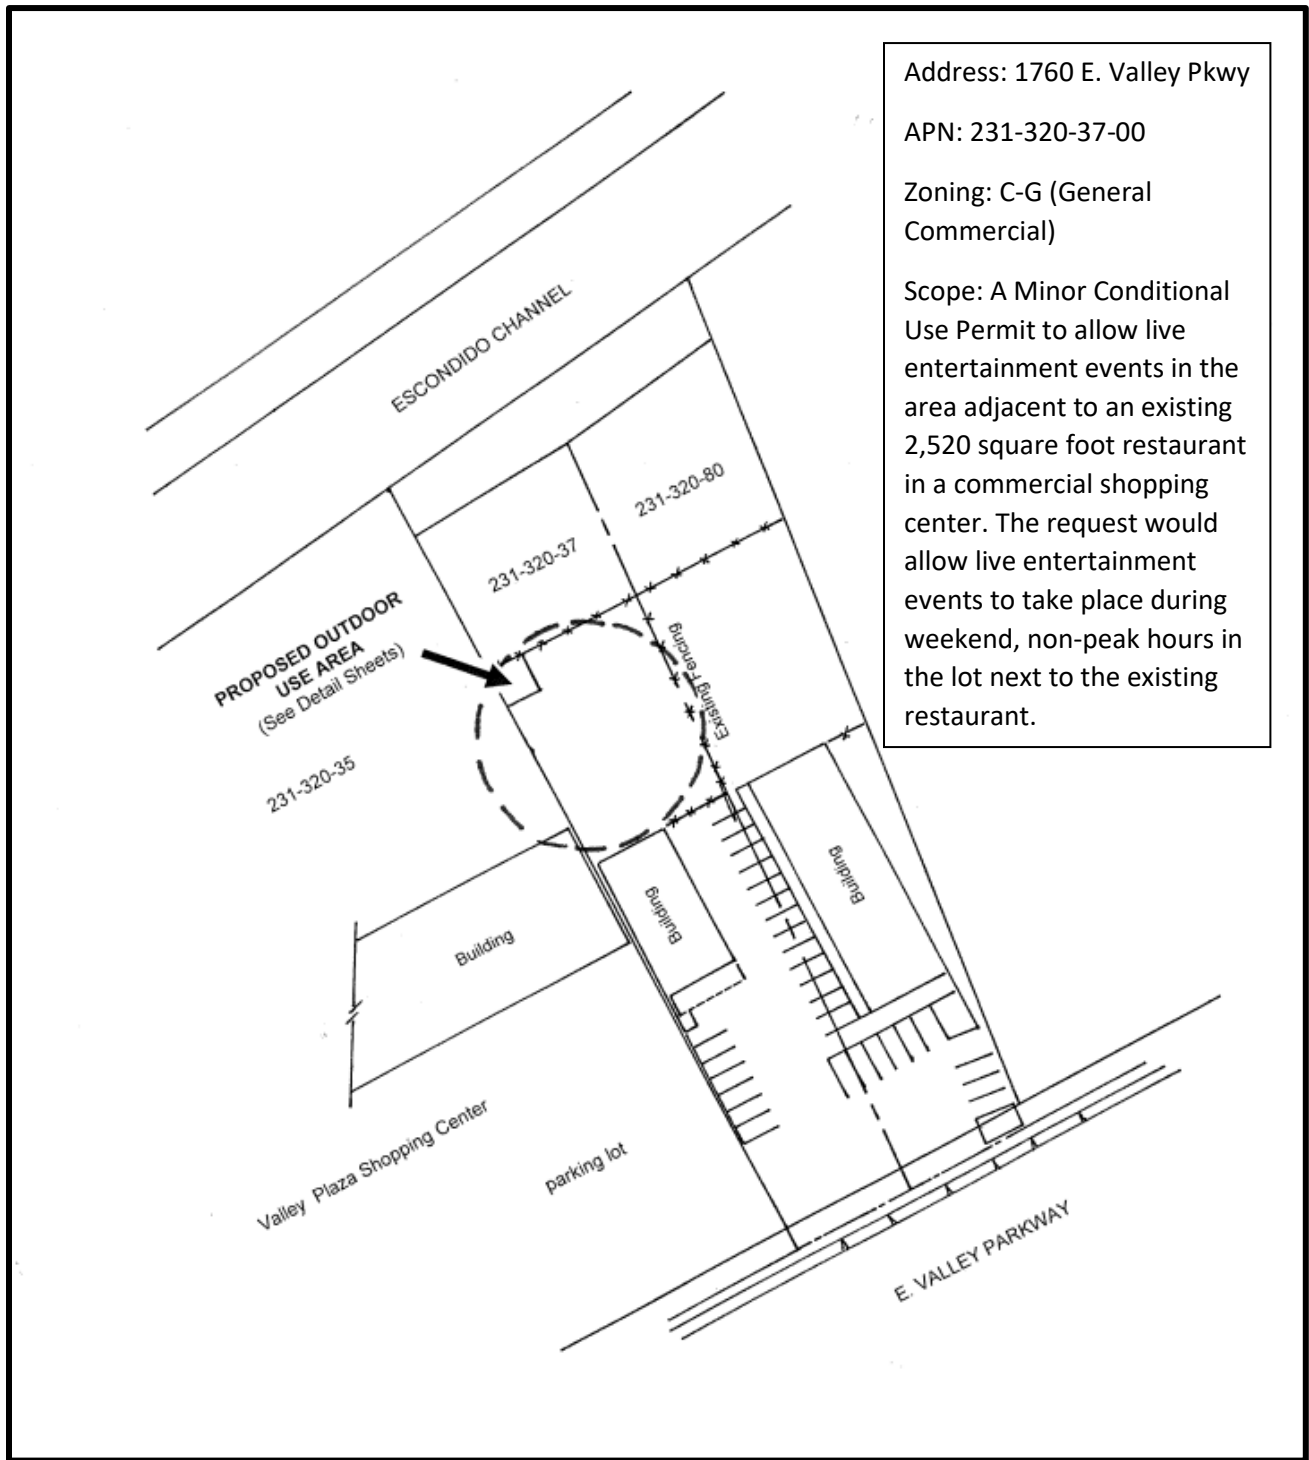 Address: 1760 E. Valley Pkwy
APN: 231-320-37-00
Zoning: C-G (General
Commercial)
Scope: A Minor Conditional
Use Permit to allow live
entertainment events in the
area adjacent to an existing
2,520 square foot restaurant
in a commercial shopping
center. The request would
allow live entertainment
events to take place during
weekend, non-peak hours in
the lot next to the existing
restaurant.
ESCONDIDO CHANNEL
231-320-80
231-320-37
PROPOSED OUTDOOR
USE AREA
(See Detail Sheets)
Existing Fencing
231-320-35
Building
Building
Building
Valley Plaza Shopping Center
parking lot
E. VALLEY PARKWAY